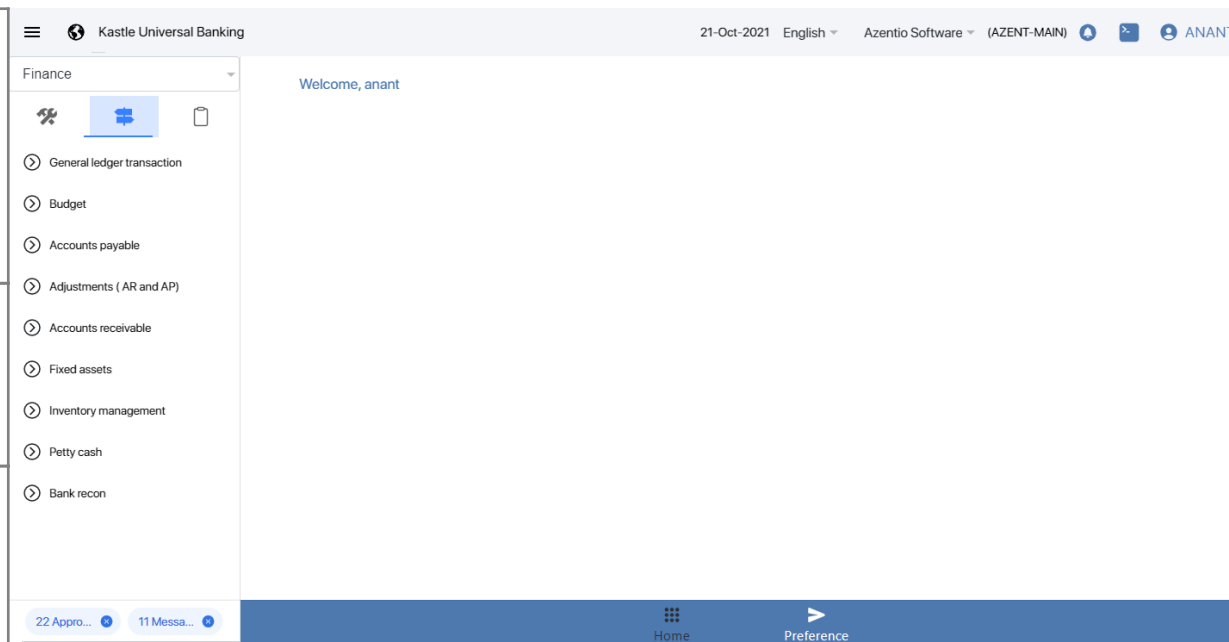 Kastle Universal Banking
21-Oct-2021 English Azentio Software (AZENT-MAIN) ANANT
Finance
Welcome, anant
General ledger transaction
Budget
Accounts payable
Adjustments ( AR and AP)
Accounts receivable
Fixed assets
Inventory management
Petty cash
Bank recon
22 Appro... 11 Messa...
Home Preference